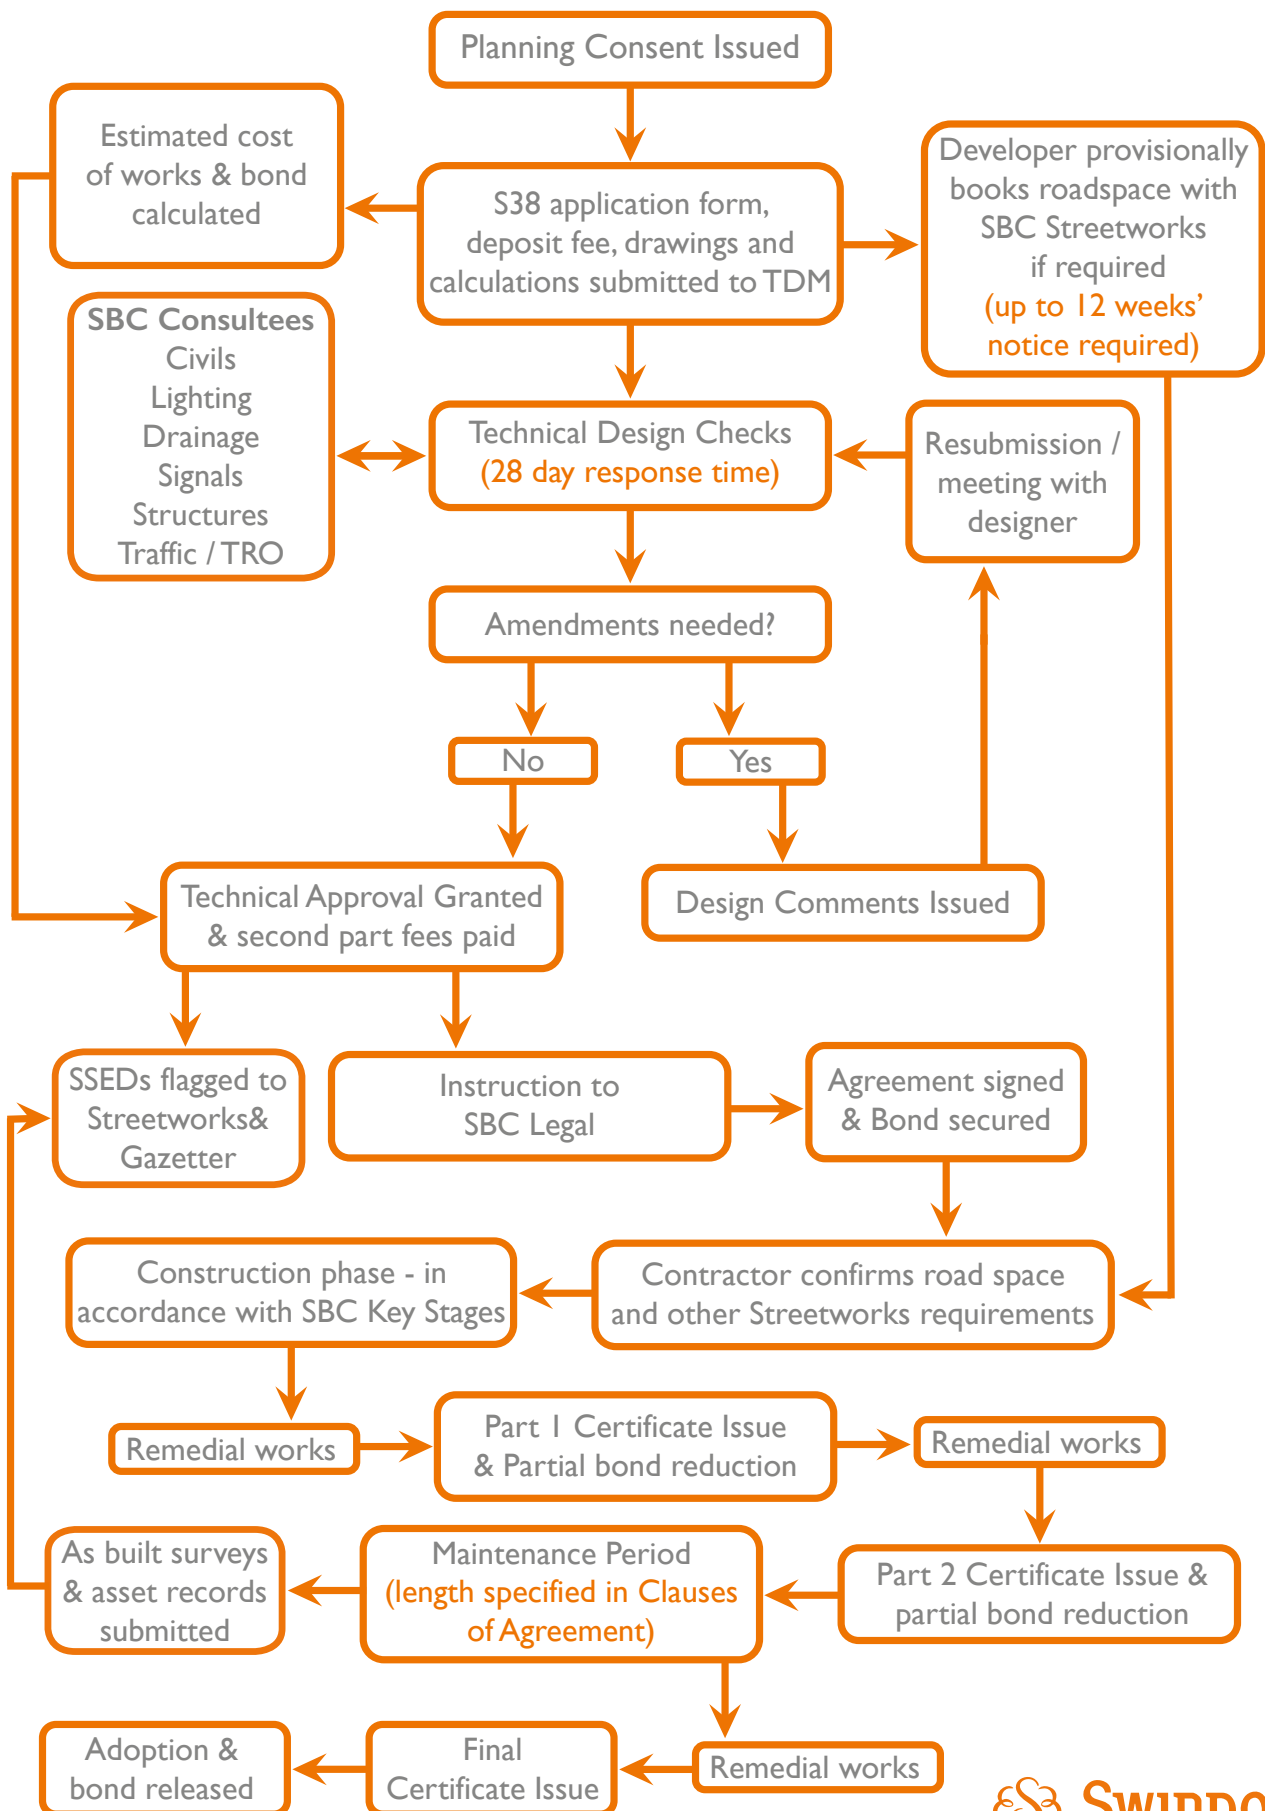 Planning Consent Issued
Estimated cost
of works & bond
calculated
S38 application form,
deposit fee, drawings and
calculations submitted to TDM
Developer provisionally
books roadspace with
SBC Streetworks
if required
(up to 12 weeks'
notice required)
SBC Consultees
Civils
Lighting
Drainage
Signals
Structures
Traffic / TRO
Technical Design Checks
(28 day response time)
Resubmission /
meeting with
designer
Amendments needed?
No
Yes
Technical Approval Granted
& second part fees paid
Design Comments Issued
SSEDs flagged to
Streetworks&
Gazetter
Instruction to
SBC Legal
Agreement signed
& Bond secured
Construction phase - in
accordance with SBC Key Stages
Contractor confirms road space
and other Streetworks requirements
Remedial works
Part 1 Certificate Issue
& Partial bond reduction
Remedial works
As built surveys
& asset records
submitted
Maintenance Period
(length specified in Clauses
of Agreement)
Part 2 Certificate Issue &
partial bond reduction
Adoption &
bond released
Final
Certificate Issue
Remedial works